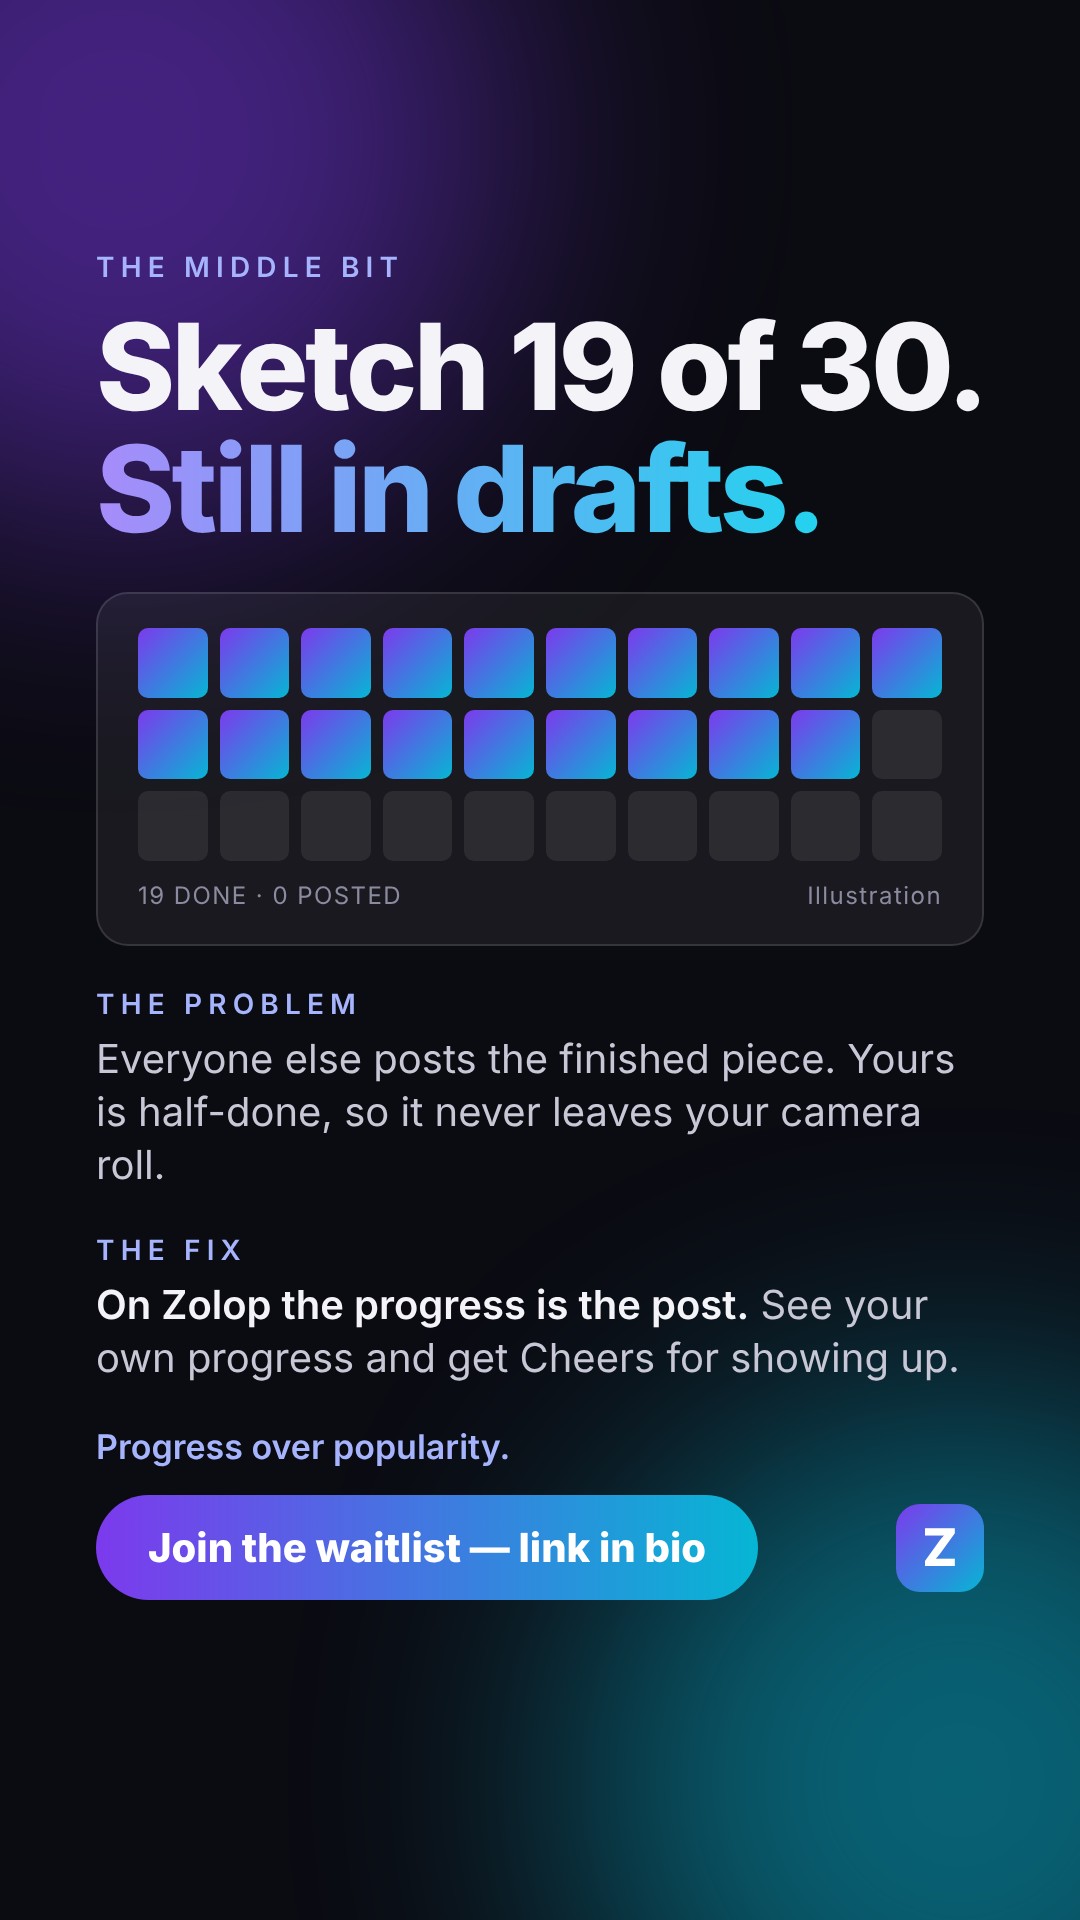 THE MIDDLE BIT
Sketch 19 of 30.
Still in drafts.
19 DONE · 0 POSTED
Illustration
THE PROBLEM
Everyone else posts the finished piece. Yours
is half-done, so it never leaves your camera
roll.
THE FIX
On Zolop the progress is the post. See your
own progress and get Cheers for showing up.
Progress over popularity.
Join the waitlist — link in bio
Z